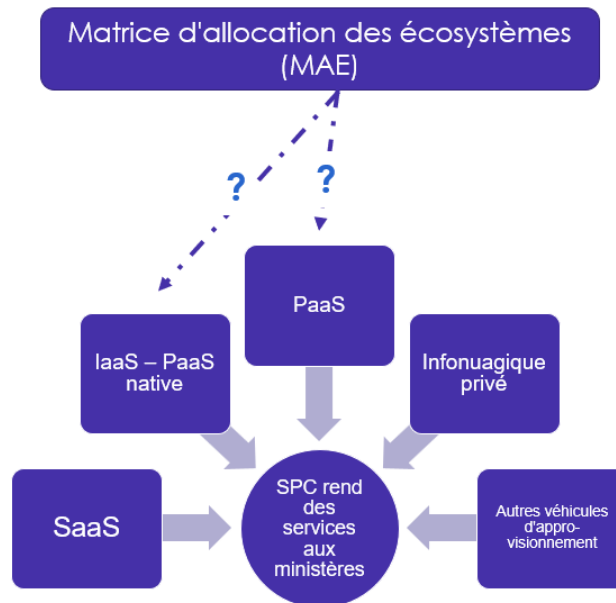 Matrice d'allocation des écosystèmes
(MAE)
?
?
PaaS
IaaS – PaaS
native
Infonuagique
privé
SaaS
SPC rend
des
services
aux
ministères
Autres véhicules
d'appro-
visionnement